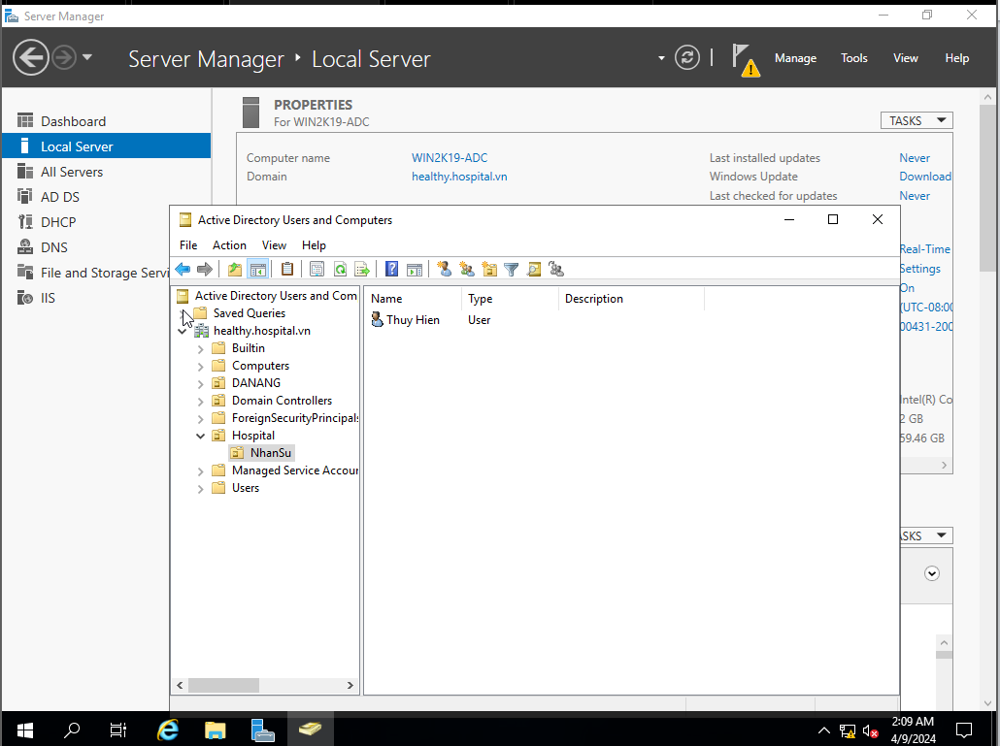 Server Manager
Server Manager Local Server
Manage Tools View Help
Dashboard
Local Server
All Servers
AD DS
DHCP
DNS
File and Storage Servi
IIS
PROPERTIES
For WIN2K19-ADC
TASKS
Computer name WIN2K19-ADC
Domain healthy.hospital.vn
Last installed updates Never
Windows Update Download
Last checked for updates Never
Real-Time
Settings
On
(UTC-08:00
00431-200
Intel(R) Co
2 GB
59.46 GB
ASKS
Active Directory Users and Computers
File Action View Help
Active Directory Users and Com
Saved Queries
healthy.hospital.vn
Builtin
Computers
DANANG
Domain Controllers
ForeignSecurityPrincipals
Hospital
NhanSu
Managed Service Accour
Users
Name Type Description
Thuy Hien User
2:09 AM
4/9/2024